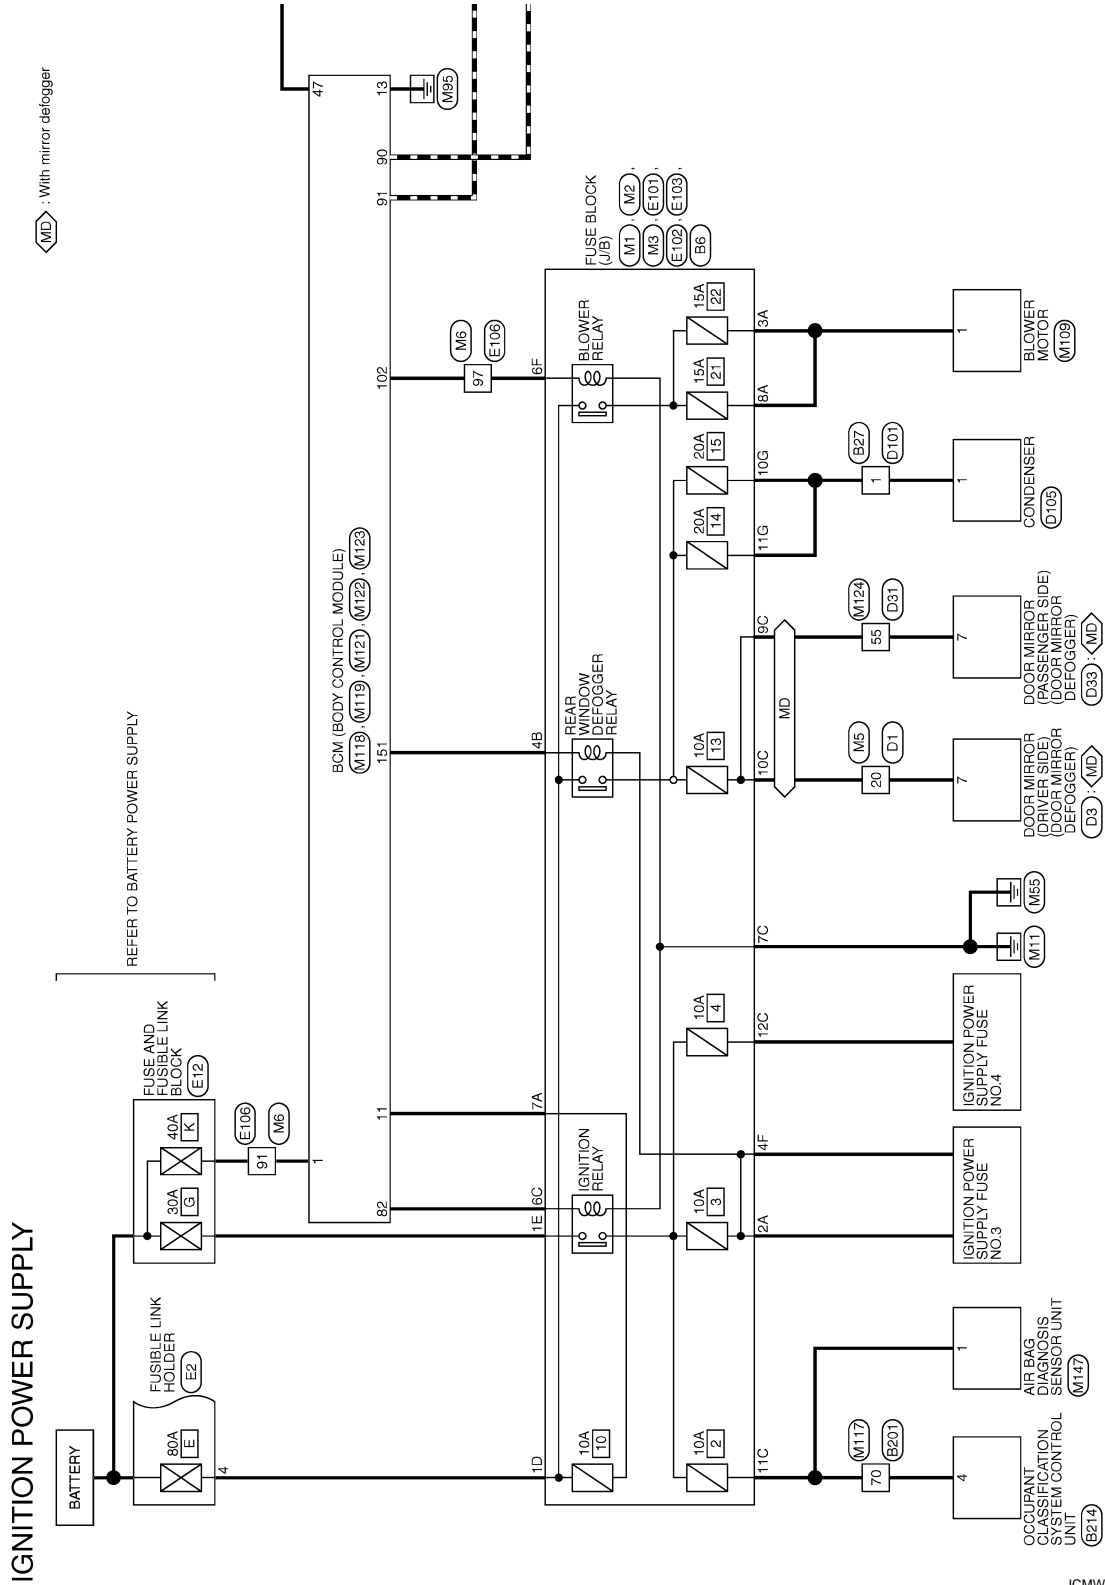 IGNITION POWER SUPPLY
MD : With mirror defogger
BATTERY
REFER TO BATTERY POWER SUPPLY
FUSIBLE LINK
HOLDER
E2
80A
E
4
FUSE AND
FUSIBLE LINK
BLOCK
E12
30A
G
40A
K
E106
91
M6
BCM (BODY CONTROL MODULE)
M118 , M119 , M121 , M122 , M123
1
47
82
11
151
102
91
90
13
M95
M6
97
E106
FUSE BLOCK
(J/B)
M1 , M2 ,
M3 , E101 ,
E102 , E103 ,
B6
1D
1E
6C
7A
4B
6F
10A
10
IGNITION
RELAY
REAR
WINDOW
DEFOGGER
RELAY
BLOWER
RELAY
10A
2
10A
3
10A
4
10A
13
20A
14
20A
15
15A
21
15A
22
11C
2A
4F
12C
7C
10C
9C
11G
10G
8A
3A
MD
M117
70
B201
M5
20
D1
M124
55
D31
B27
1
D101
4
OCCUPANT
CLASSIFICATION
SYSTEM CONTROL
UNIT
B214
1
AIR BAG
DIAGNOSIS
SENSOR UNIT
M147
IGNITION POWER
SUPPLY FUSE
NO.3
IGNITION POWER
SUPPLY FUSE
NO.4
M11
M55
7
DOOR MIRROR
(DRIVER SIDE)
(DOOR MIRROR
DEFOGGER)
D3 : MD
7
DOOR MIRROR
(PASSENGER SIDE)
(DOOR MIRROR
DEFOGGER)
D33 : MD
1
CONDENSER
D105
1
BLOWER
MOTOR
M109